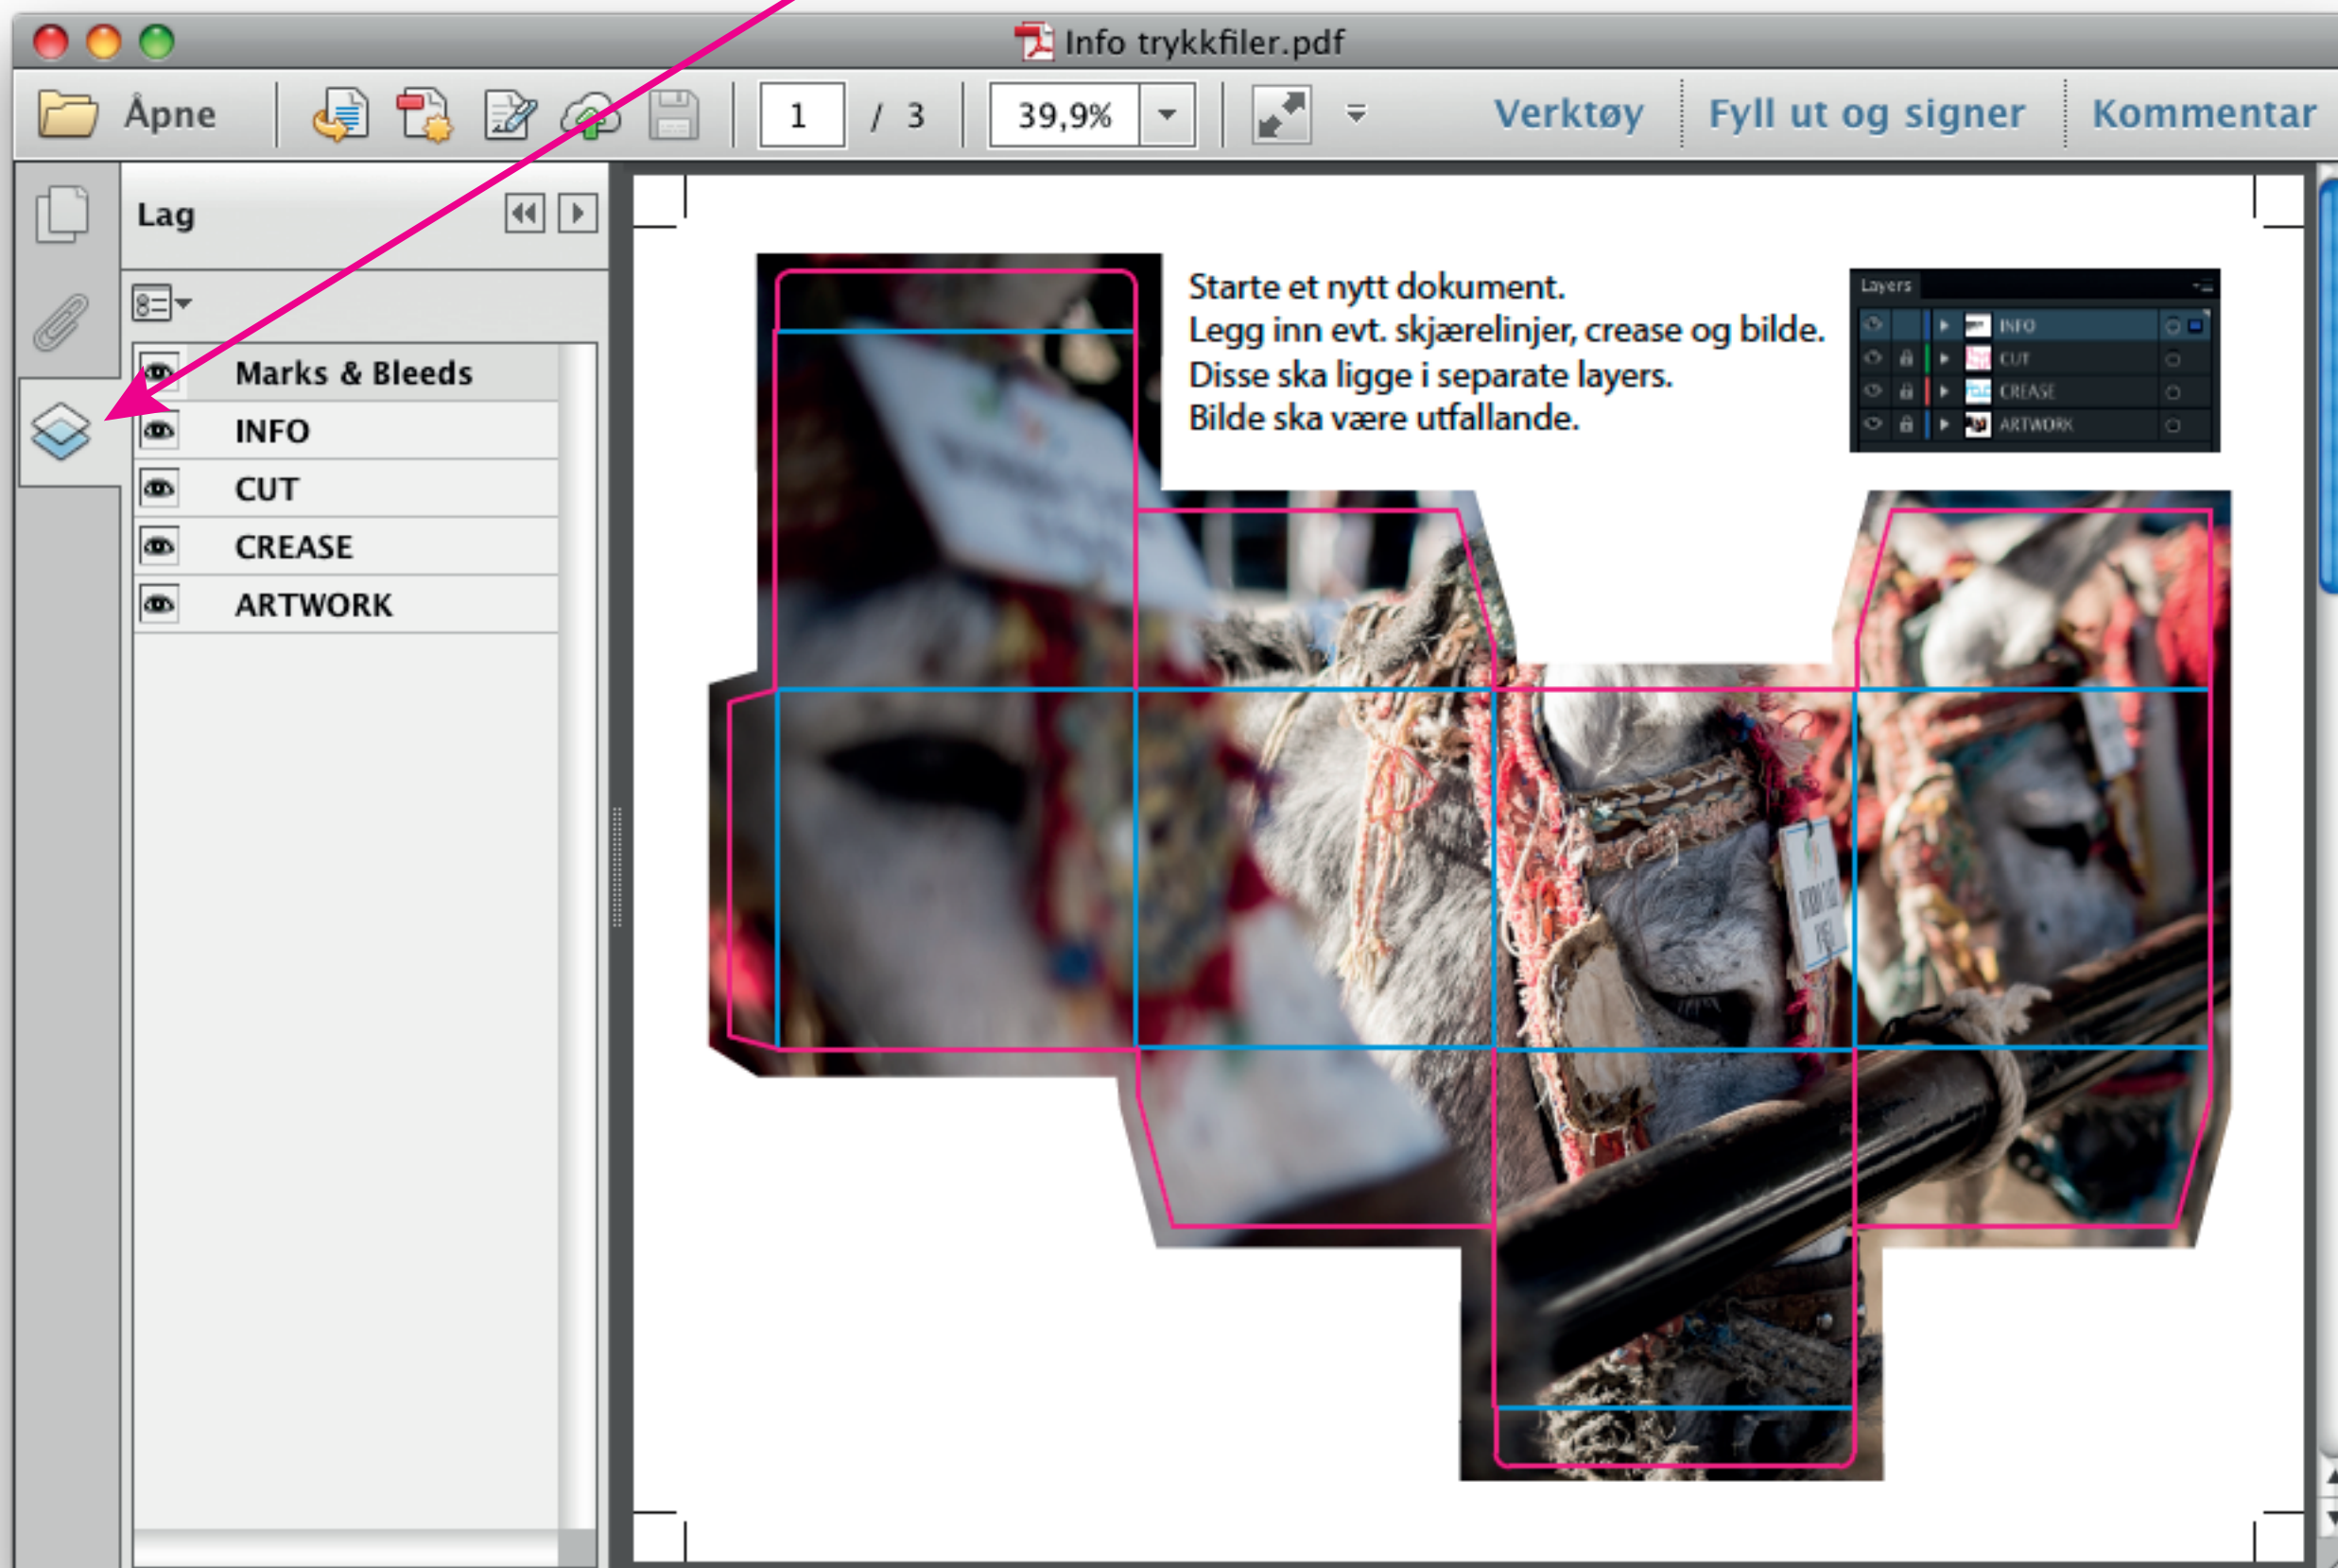 Info trykkfiler.pdf
Åpne
1 / 3
39,9%
Verktøy
Fyll ut og signer
Kommentar
Lag
Marks & Bleeds
INFO
CUT
CREASE
ARTWORK
Starte et nytt dokument.
Legg inn evt. skjærelinjer, crease og bilde.
Disse ska ligge i separate layers.
Bilde ska være utfallande.
Layers
INFO
CUT
CREASE
ARTWORK